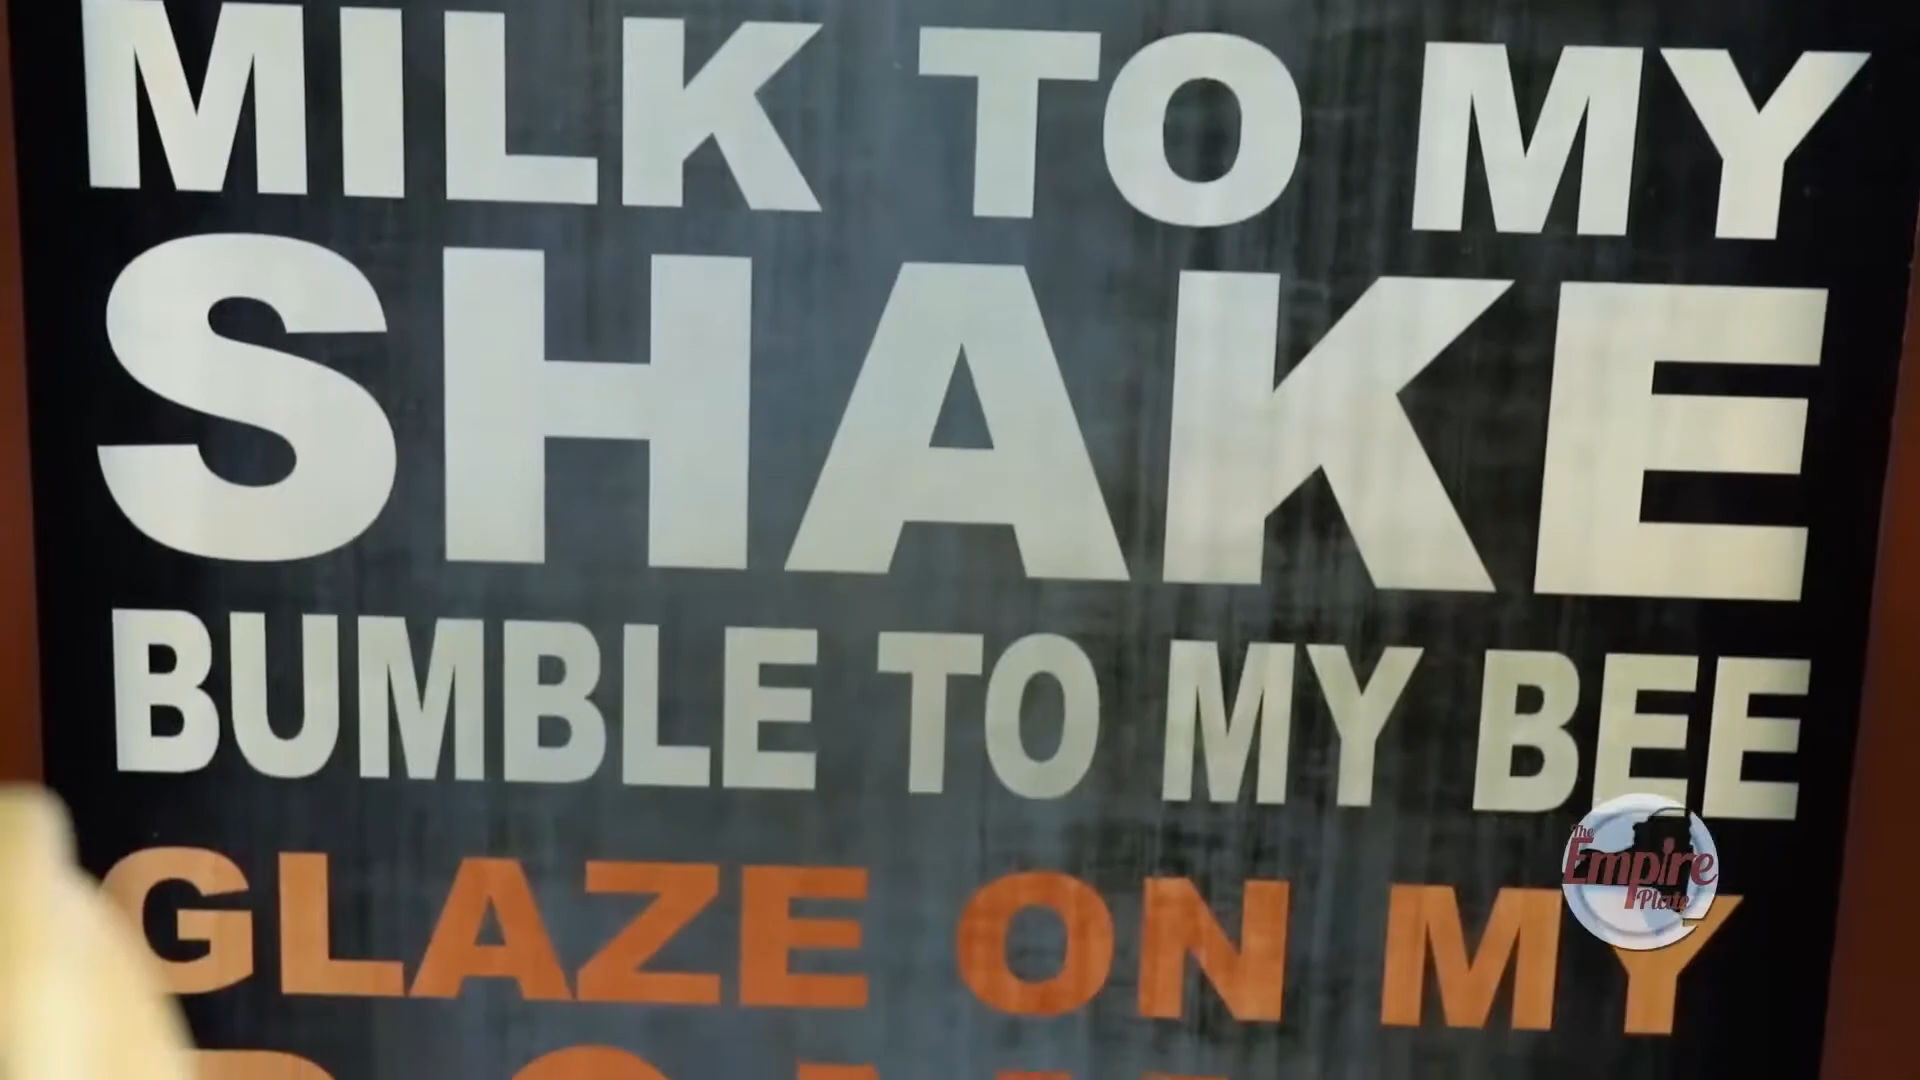 MILK TO MY
SHAKE
BUMBLE TO MY BEE
GLAZE ON MY
The
Empire
Plate